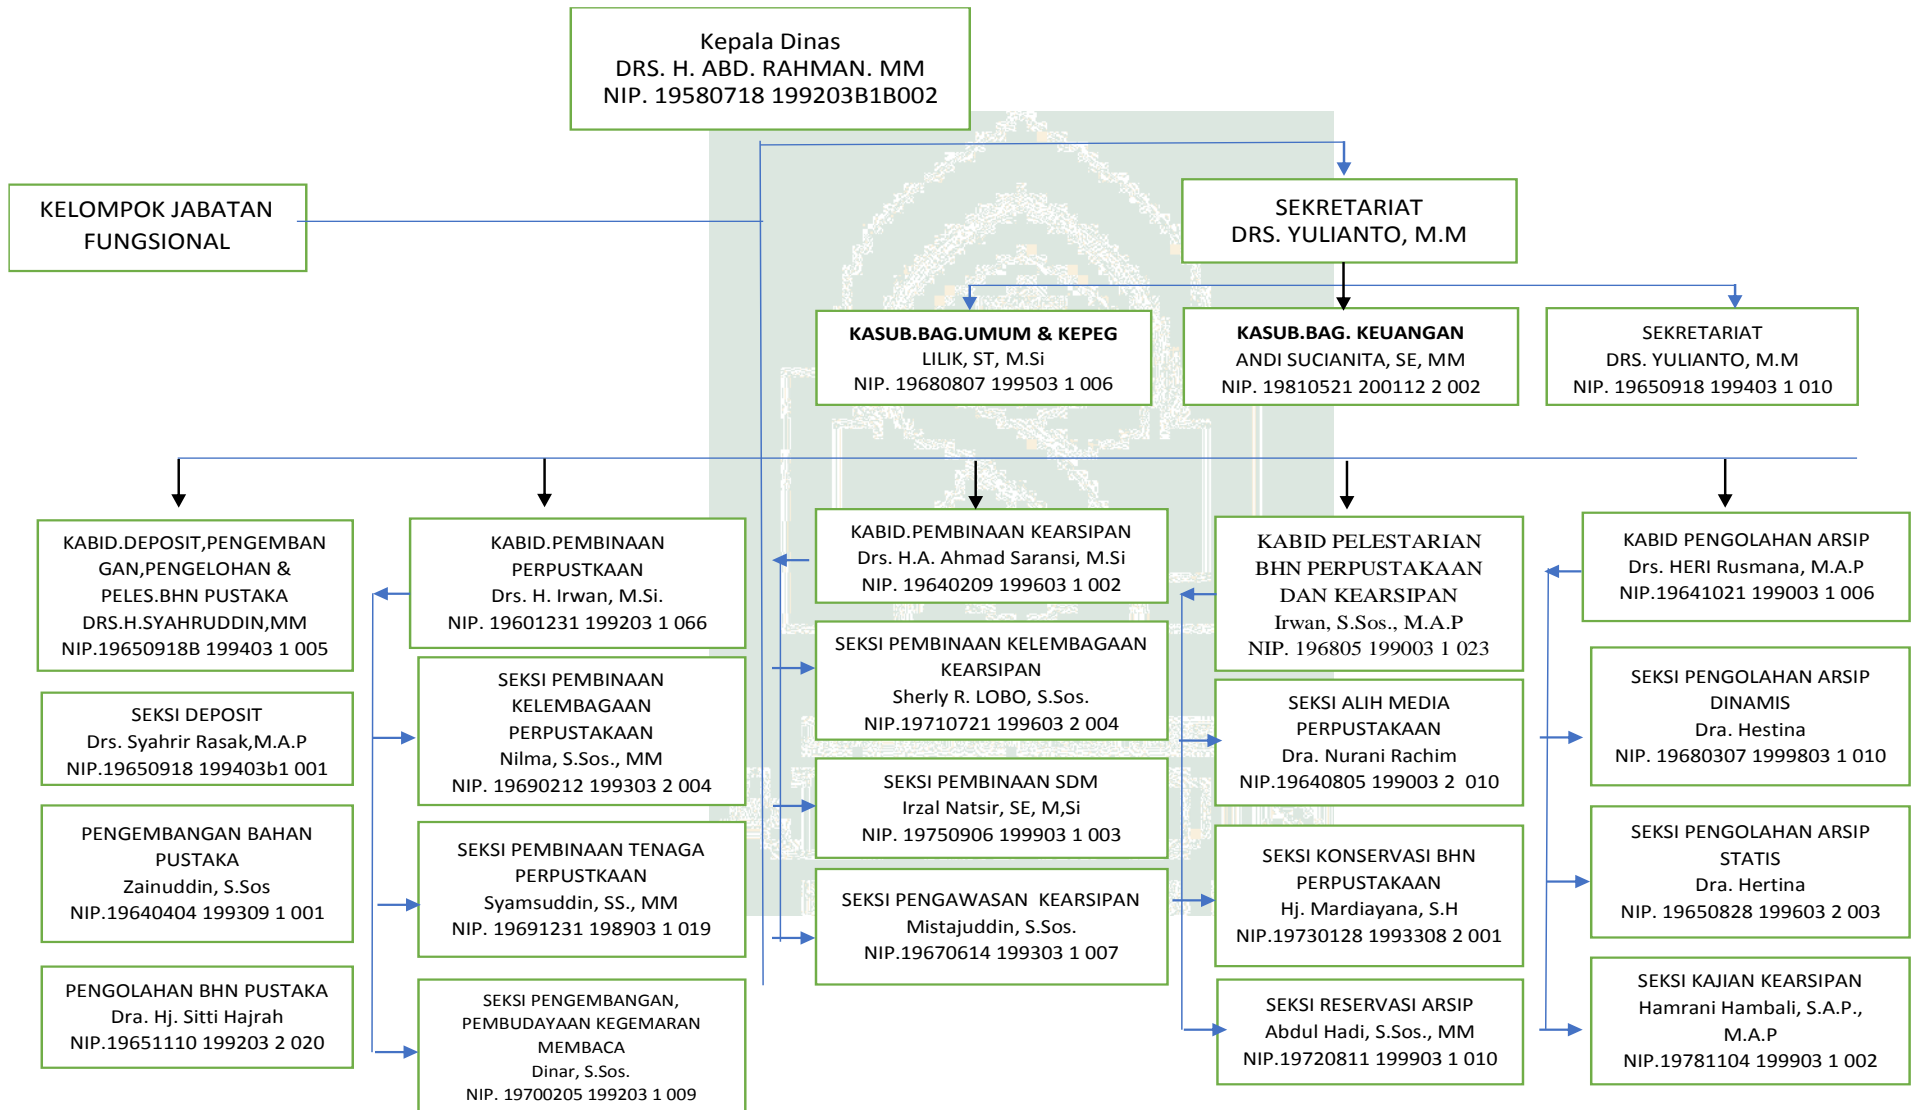 Kepala Dinas
DRS. H. ABD. RAHMAN. MM
NIP. 19580718 199203B1B002
KELOMPOK JABATAN
FUNGSIONAL
SEKRETARIAT
DRS. YULIANTO, M.M
KASUB.BAG.UMUM & KEPEG
LILIK, ST, M.Si
NIP. 19680807 199503 1 006
KASUB.BAG. KEUANGAN
ANDI SUCIANITA, SE, MM
NIP. 19810521 200112 2 002
SEKRETARIAT
DRS. YULIANTO, M.M
NIP. 19650918 199403 1 010
KABID.DEPOSIT,PENGEMBAN
GAN,PENGELOHAN &
PELES.BHN PUSTAKA
DRS.H.SYAHRUDDIN,MM
NIP.19650918B 199403 1 005
SEKSI DEPOSIT
Drs. Syahrir Rasak,M.A.P
NIP.19650918 199403b1 001
PENGEMBANGAN BAHAN
PUSTAKA
Zainuddin, S.Sos
NIP.19640404 199309 1 001
PENGOLAHAN BHN PUSTAKA
Dra. Hj. Sitti Hajrah
NIP.19651110 199203 2 020
KABID.PEMBINAAN
PERPUSTKAAN
Drs. H. Irwan, M.Si.
NIP. 19601231 199203 1 066
SEKSI PEMBINAAN
KELEMBAGAAN
PERPUSTAKAAN
Nilma, S.Sos., MM
NIP. 19690212 199303 2 004
SEKSI PEMBINAAN TENAGA
PERPUSTKAAN
Syamsuddin, SS., MM
NIP. 19691231 198903 1 019
SEKSI PENGEMBANGAN,
PEMBUDAYAAN KEGEMARAN
MEMBACA
Dinar, S.Sos.
NIP. 19700205 199203 1 009
KABID.PEMBINAAN KEARSIPAN
Drs. H.A. Ahmad Saransi, M.Si
NIP. 19640209 199603 1 002
SEKSI PEMBINAAN KELEMBAGAAN
KEARSIPAN
Sherly R. LOBO, S.Sos.
NIP.19710721 199603 2 004
SEKSI PEMBINAAN SDM
Irzal Natsir, SE, M,Si
NIP. 19750906 199903 1 003
SEKSI PENGAWASAN  KEARSIPAN
Mistajuddin, S.Sos.
NIP.19670614 199303 1 007
KABID PELESTARIAN
BHN PERPUSTAKAAN
DAN KEARSIPAN
Irwan, S.Sos., M.A.P
NIP. 196805 199003 1 023
SEKSI ALIH MEDIA
PERPUSTAKAAN
Dra. Nurani Rachim
NIP.19640805 199003 2  010
SEKSI KONSERVASI BHN
PERPUSTAKAAN
Hj. Mardiayana, S.H
NIP.19730128 1993308 2 001
SEKSI RESERVASI ARSIP
Abdul Hadi, S.Sos., MM
NIP.19720811 199903 1 010
KABID PENGOLAHAN ARSIP
Drs. HERI Rusmana, M.A.P
NIP.19641021 199003 1 006
SEKSI PENGOLAHAN ARSIP
DINAMIS
Dra. Hestina
NIP.19680307 1999803 1 010
SEKSI PENGOLAHAN ARSIP
STATIS
Dra. Hertina
NIP.19650828 199603 2 003
SEKSI KAJIAN KEARSIPAN
Hamrani Hambali, S.A.P.,
M.A.P
NIP.19781104 199903 1 002